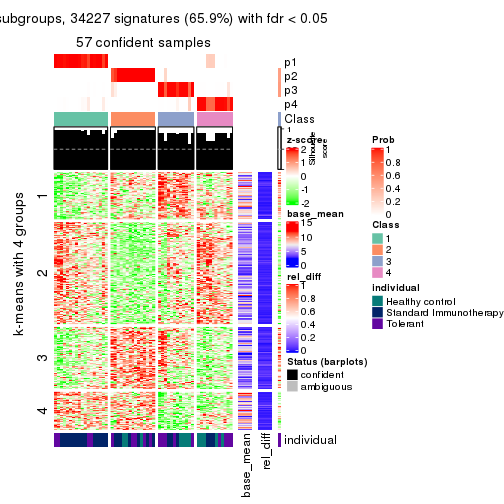 subgroups, 34227 signatures (65.9%) with fdr < 0.05
57 confident samples
p1
p2
p3
p4
Class
1
Silhouette
score
z-score
2
1
0
-1
-2
base_mean
15
10
5
0
rel_diff
1
0.8
0.6
0.4
0.2
0
Status (barplots)
confident
ambiguous
Prob
1
0.8
0.6
0.4
0.2
0
Class
1
2
3
4
individual
Healthy control
Standard Immunotherapy
Tolerant
k-means with 4 groups
1
2
3
4
individual
base_mean
rel_diff